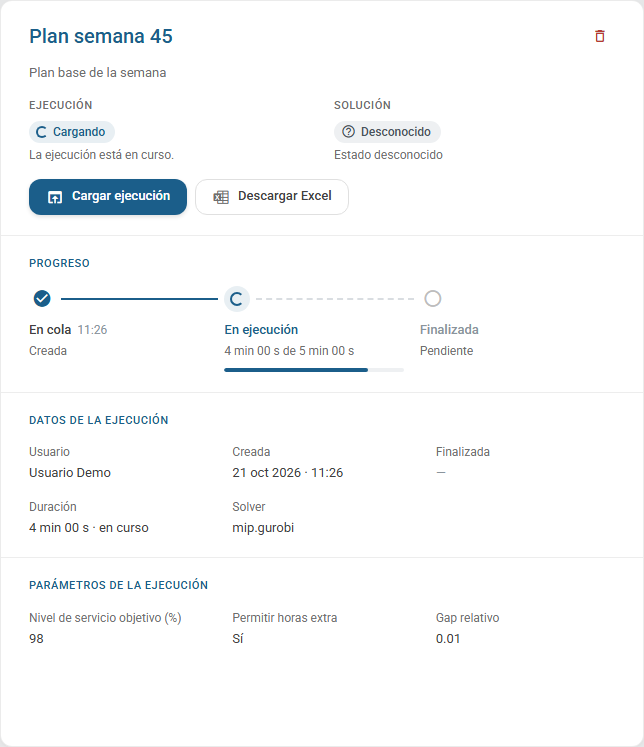 Plan semana 45
Plan base de la semana
EJECUCIÓN
Cargando
La ejecución está en curso.
SOLUCIÓN
Desconocido
Estado desconocido
Cargar ejecución
Descargar Excel
PROGRESO
En cola 11:26
Creada
En ejecución
4 min 00 s de 5 min 00 s
Finalizada
Pendiente
DATOS DE LA EJECUCIÓN
Usuario
Usuario Demo
Creada
21 oct 2026 · 11:26
Finalizada
—
Duración
4 min 00 s · en curso
Solver
mip.gurobi
PARÁMETROS DE LA EJECUCIÓN
Nivel de servicio objetivo (%)
98
Permitir horas extra
Sí
Gap relativo
0.01